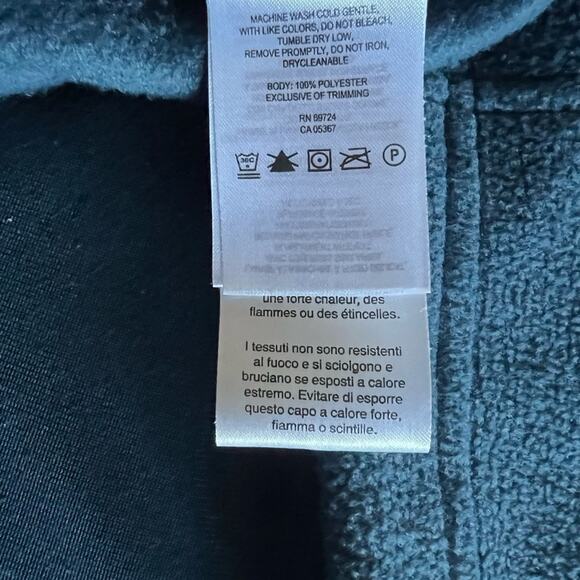 MACHINE WASH COLD GENTLE,
WITH LIKE COLORS, DO NOT BLEACH,
TUMBLE DRY LOW,
REMOVE PROMPTLY, DO NOT IRON,
DRYCLEANABLE
BODY: 100% POLYESTER
EXCLUSIVE OF TRIMMING
RN 69724
CA 05367
30C P
une forte chaleur, des
flammes ou des étincelles.
I tessuti non sono resistenti
al fuoco e si sciolgono e
bruciano se esposti a calore
estremo. Evitare di esporre
questo capo a calore forte,
fiamma o scintille.